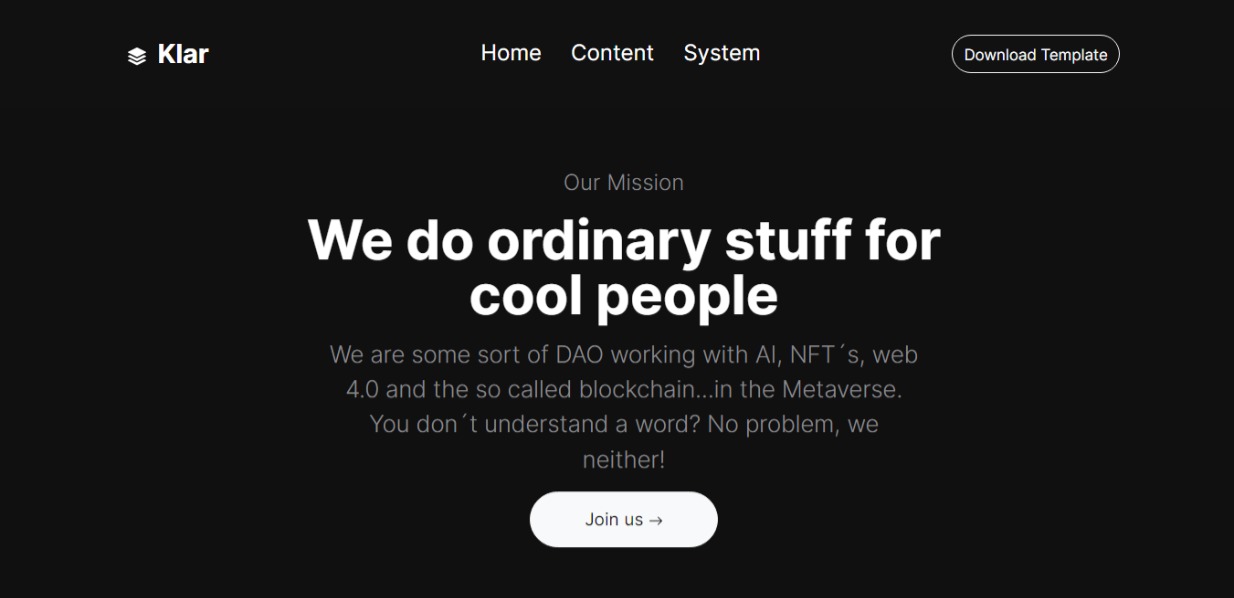 Klar
Home Content System
Download Template
Our Mission
We do ordinary stuff for
cool people
We are some sort of DAO working with AI, NFT´s, web
4.0 and the so called blockchain...in the Metaverse.
You don´t understand a word? No problem, we
neither!
Join us →